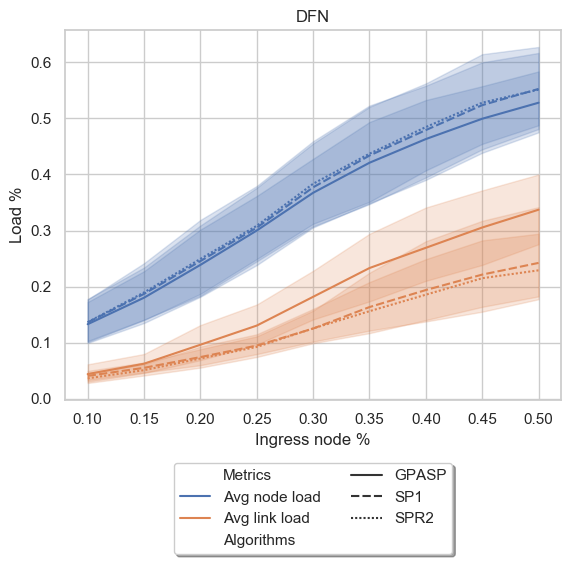 DFN
Load %
0.6
0.5
0.4
0.3
0.2
0.1
0.0
0.10 0.15 0.20 0.25 0.30 0.35 0.40 0.45 0.50
Ingress node %
Metrics
Avg node load
Avg link load
Algorithms
GPASP
SP1
SPR2